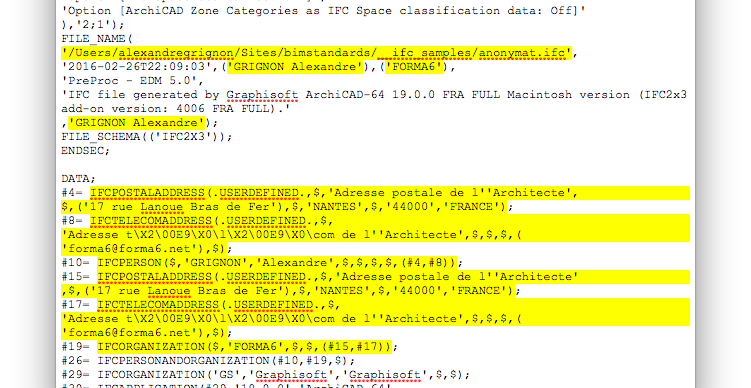 'Option [ArchiCAD Zone Categories as IFC Space classification data: Off]'
),'2;1');
FILE_NAME(
'/Users/alexandregrignon/Sites/bimstandards/__ifc_samples/anonymat.ifc',
'2016-02-26T22:09:03',('GRIGNON Alexandre'),('FORMA6'),
'PreProc - EDM 5.0',
'IFC file generated by Graphisoft ArchiCAD-64 19.0.0 FRA FULL Macintosh version (IFC2x3
add-on version: 4006 FRA FULL).'
,'GRIGNON Alexandre');
FILE_SCHEMA(('IFC2X3'));
ENDSEC;
DATA;
#4= IFCPOSTALADDRESS(.USERDEFINED.,$,'Adresse postale de l''Architecte',
$,('17 rue Lanoue Bras de Fer'),$,'NANTES',$,'44000','FRANCE');
#8= IFCTELECOMADDRESS(.USERDEFINED.,$,
'Adresse t\X2\00E9\X0\l\X2\00E9\X0\com de l''Architecte',$,$,$,(
'forma6@forma6.net'),$);
#10= IFCPERSON($,'GRIGNON','Alexandre',$,$,$,$,(#4,#8));
#15= IFCPOSTALADDRESS(.USERDEFINED.,$,'Adresse postale de l''Architecte'
,$,('17 rue Lanoue Bras de Fer'),$,'NANTES',$,'44000','FRANCE');
#17= IFCTELECOMADDRESS(.USERDEFINED.,$,
'Adresse t\X2\00E9\X0\l\X2\00E9\X0\com de l''Architecte',$,$,$,(
'forma6@forma6.net'),$);
#19= IFCORGANIZATION($,'FORMA6',$,$,(#15,#17));
#26= IFCPERSONANDORGANIZATION(#10,#19,$);
#29= IFCORGANIZATION('GS','Graphisoft','Graphisoft',$,$);